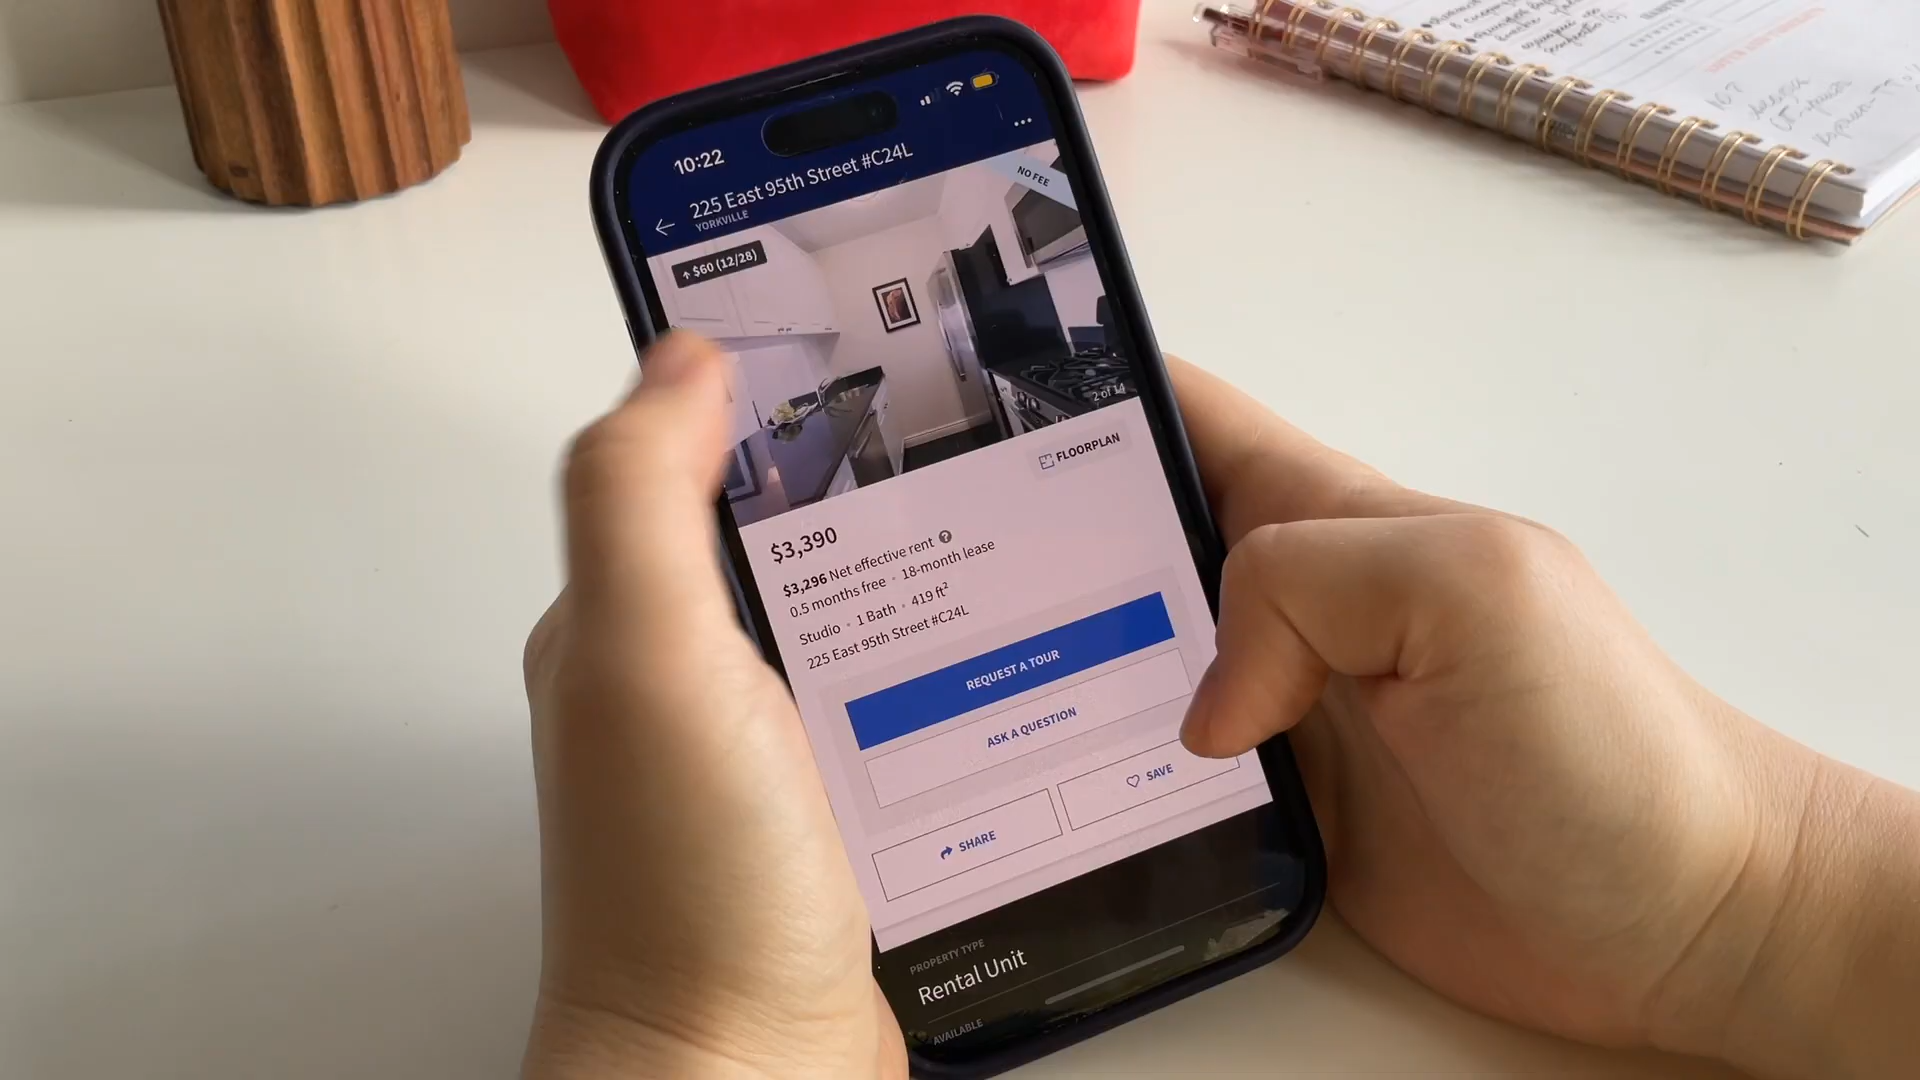 10:22
225 East 95th Street #C24L
YORKVILLE
NO FEE
↑ $60 (12/28)
2 of 14
FLOORPLAN
$3,390
$3,296 Net effective rent ?
0.5 months free • 18-month lease
Studio • 1 Bath • 419 ft²
225 East 95th Street #C24L
REQUEST A TOUR
ASK A QUESTION
SHARE
SAVE
PROPERTY TYPE
Rental Unit
AVAILABLE